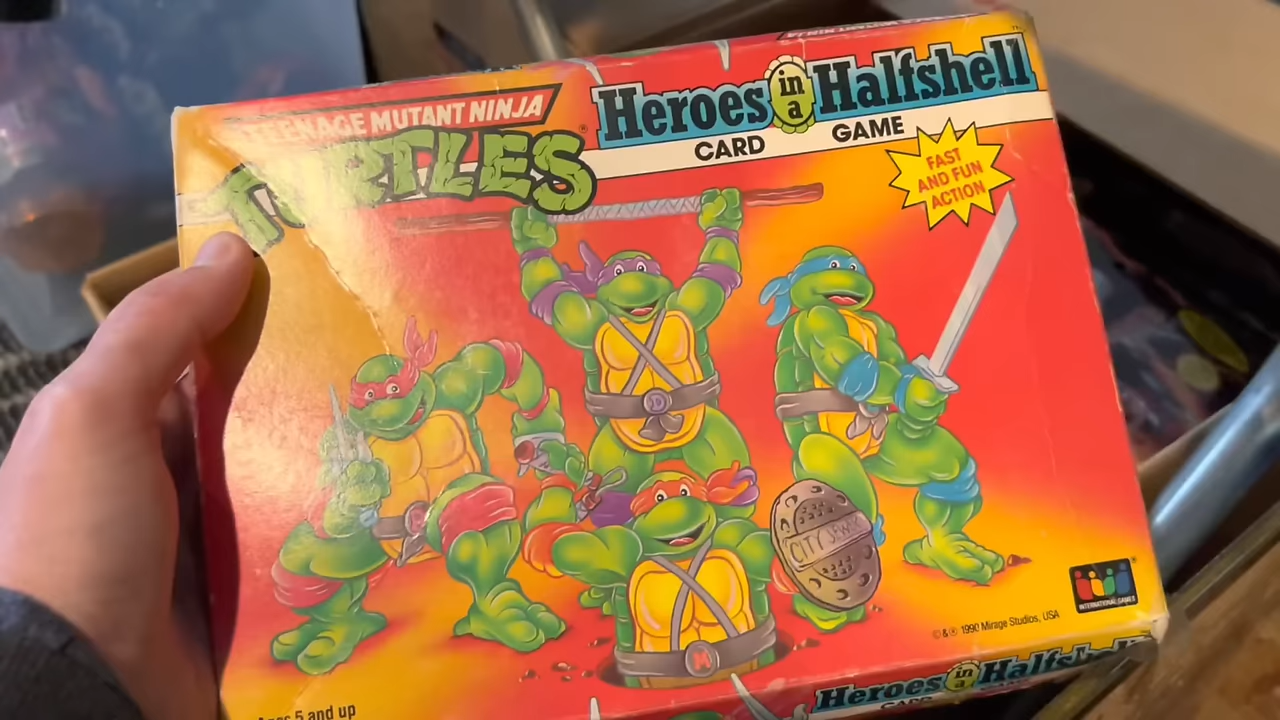 TEENAGE MUTANT NINJA
TURTLES®
Heroes in a Halfshell
CARD GAME
FAST
AND FUN
ACTION
D
CITY SEWER
M
INTERNATIONAL GAMES
© & ® 1990 Mirage Studios, USA
Ages 5 and up
Heroes in a Halfshell
CARD